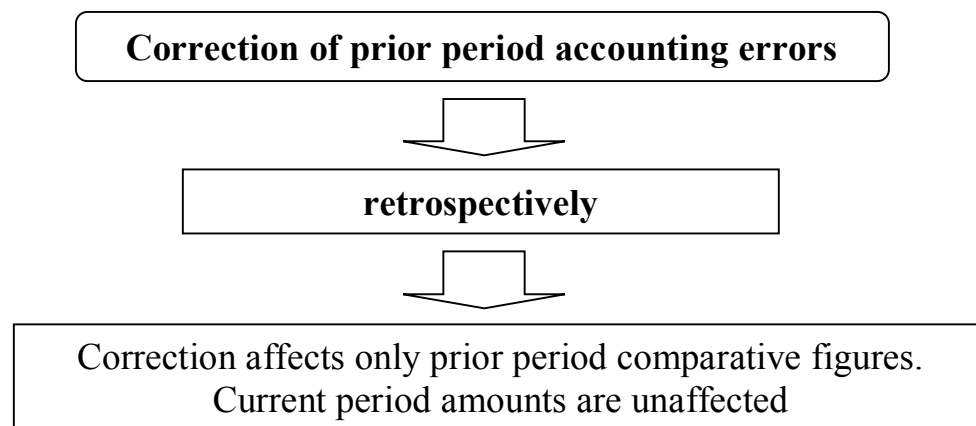 Correction of prior period accounting errors
retrospectively
Correction affects only prior period comparative figures.
Current period amounts are unaffected